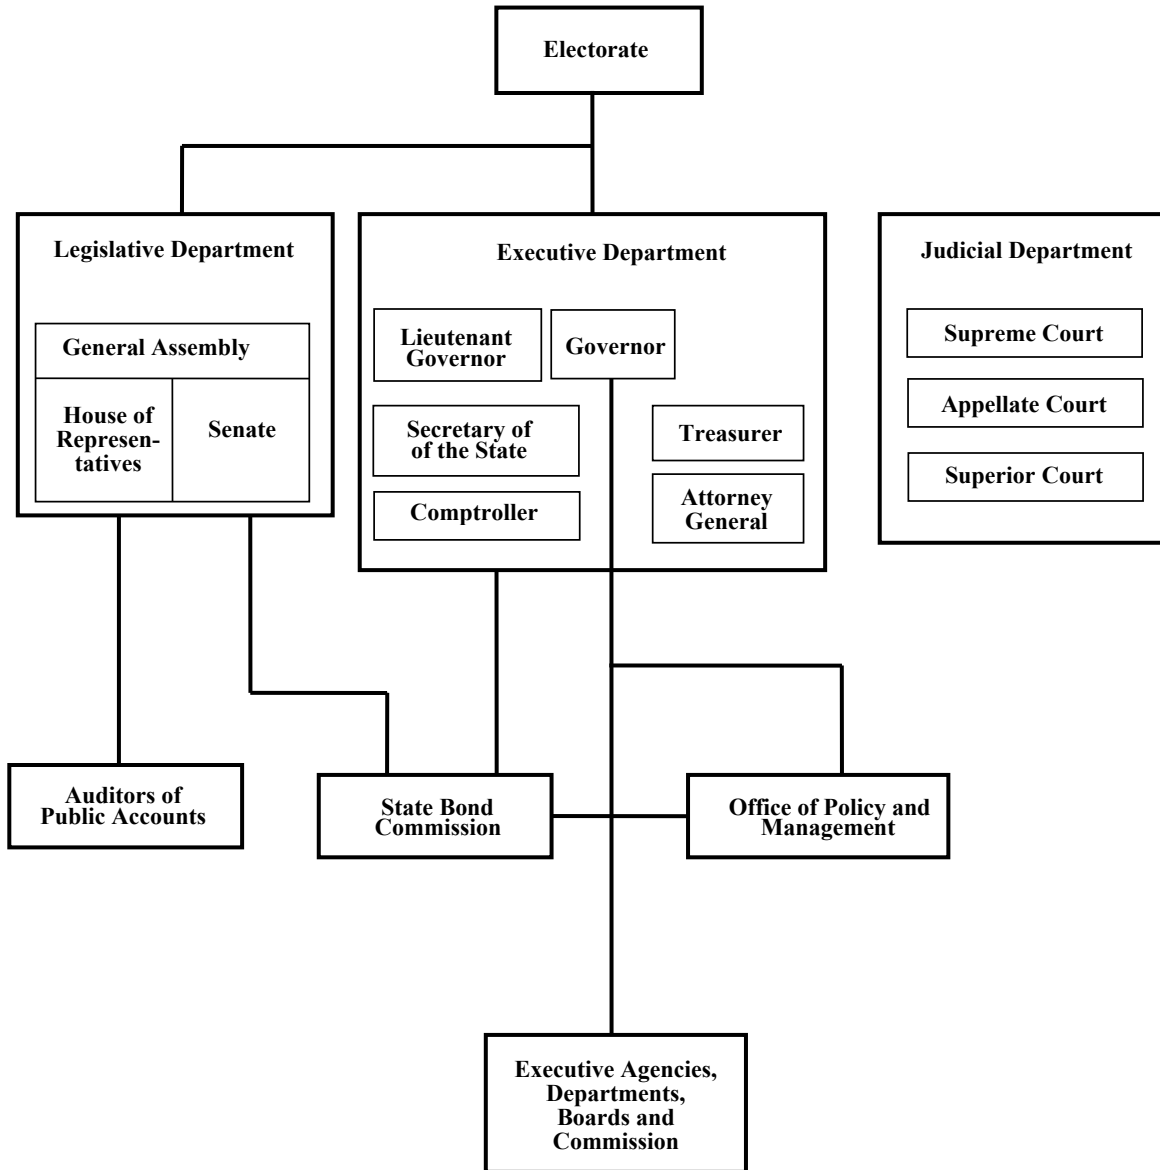 Electorate
Legislative Department
General Assembly
House of
Represen-
tatives
Senate
Executive Department
Lieutenant
Governor
Governor
Secretary of
of the State
Treasurer
Comptroller
Attorney
General
Judicial Department
Supreme Court
Appellate Court
Superior Court
Auditors of
Public Accounts
State Bond
Commission
Office of Policy and
Management
Executive Agencies,
Departments,
Boards and
Commission